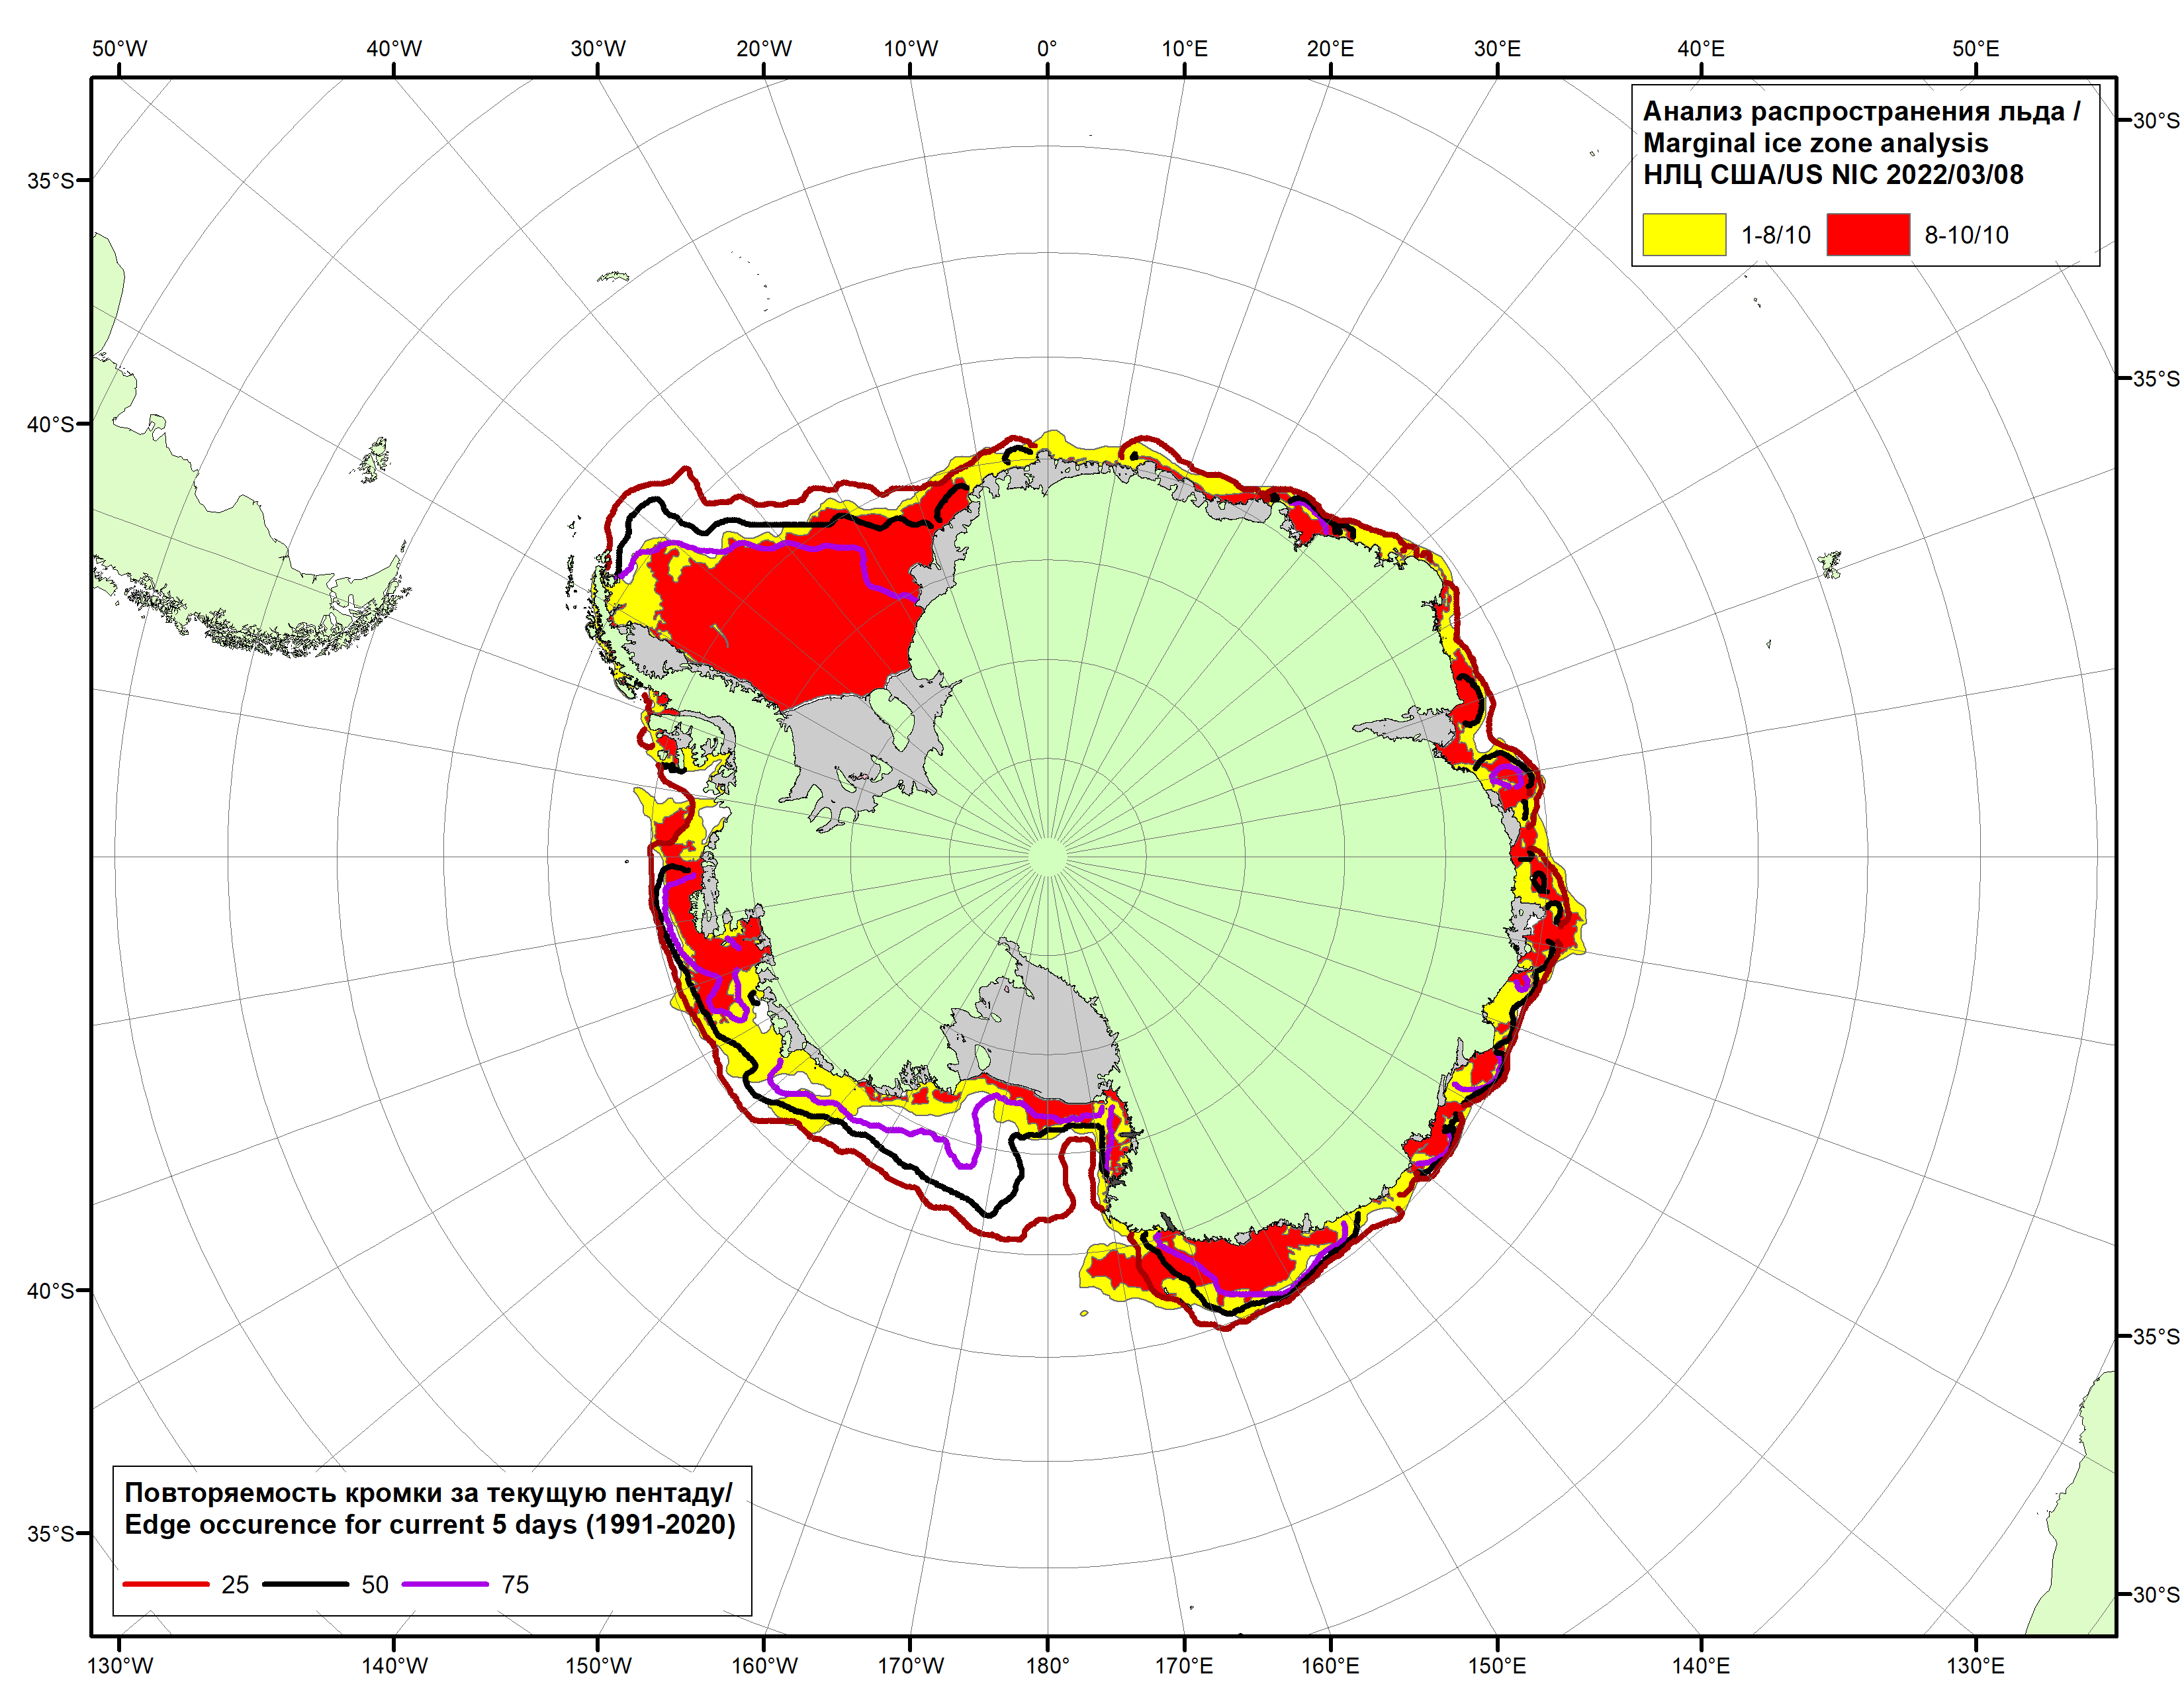 50°W 40°W 30°W 20°W 10°W 0° 10°E 20°E 30°E 40°E 50°E
Анализ распространения льда /
Marginal ice zone analysis
НЛЦ США/US NIC 2022/03/08
1-8/10 8-10/10
30°S
35°S
35°S
40°S
40°S
35°S
35°S
30°S
Повторяемость кромки за текущую пентаду/
Edge occurence for current 5 days (1991-2020)
25 50 75
130°W 140°W 150°W 160°W 170°W 180° 170°E 160°E 150°E 140°E 130°E